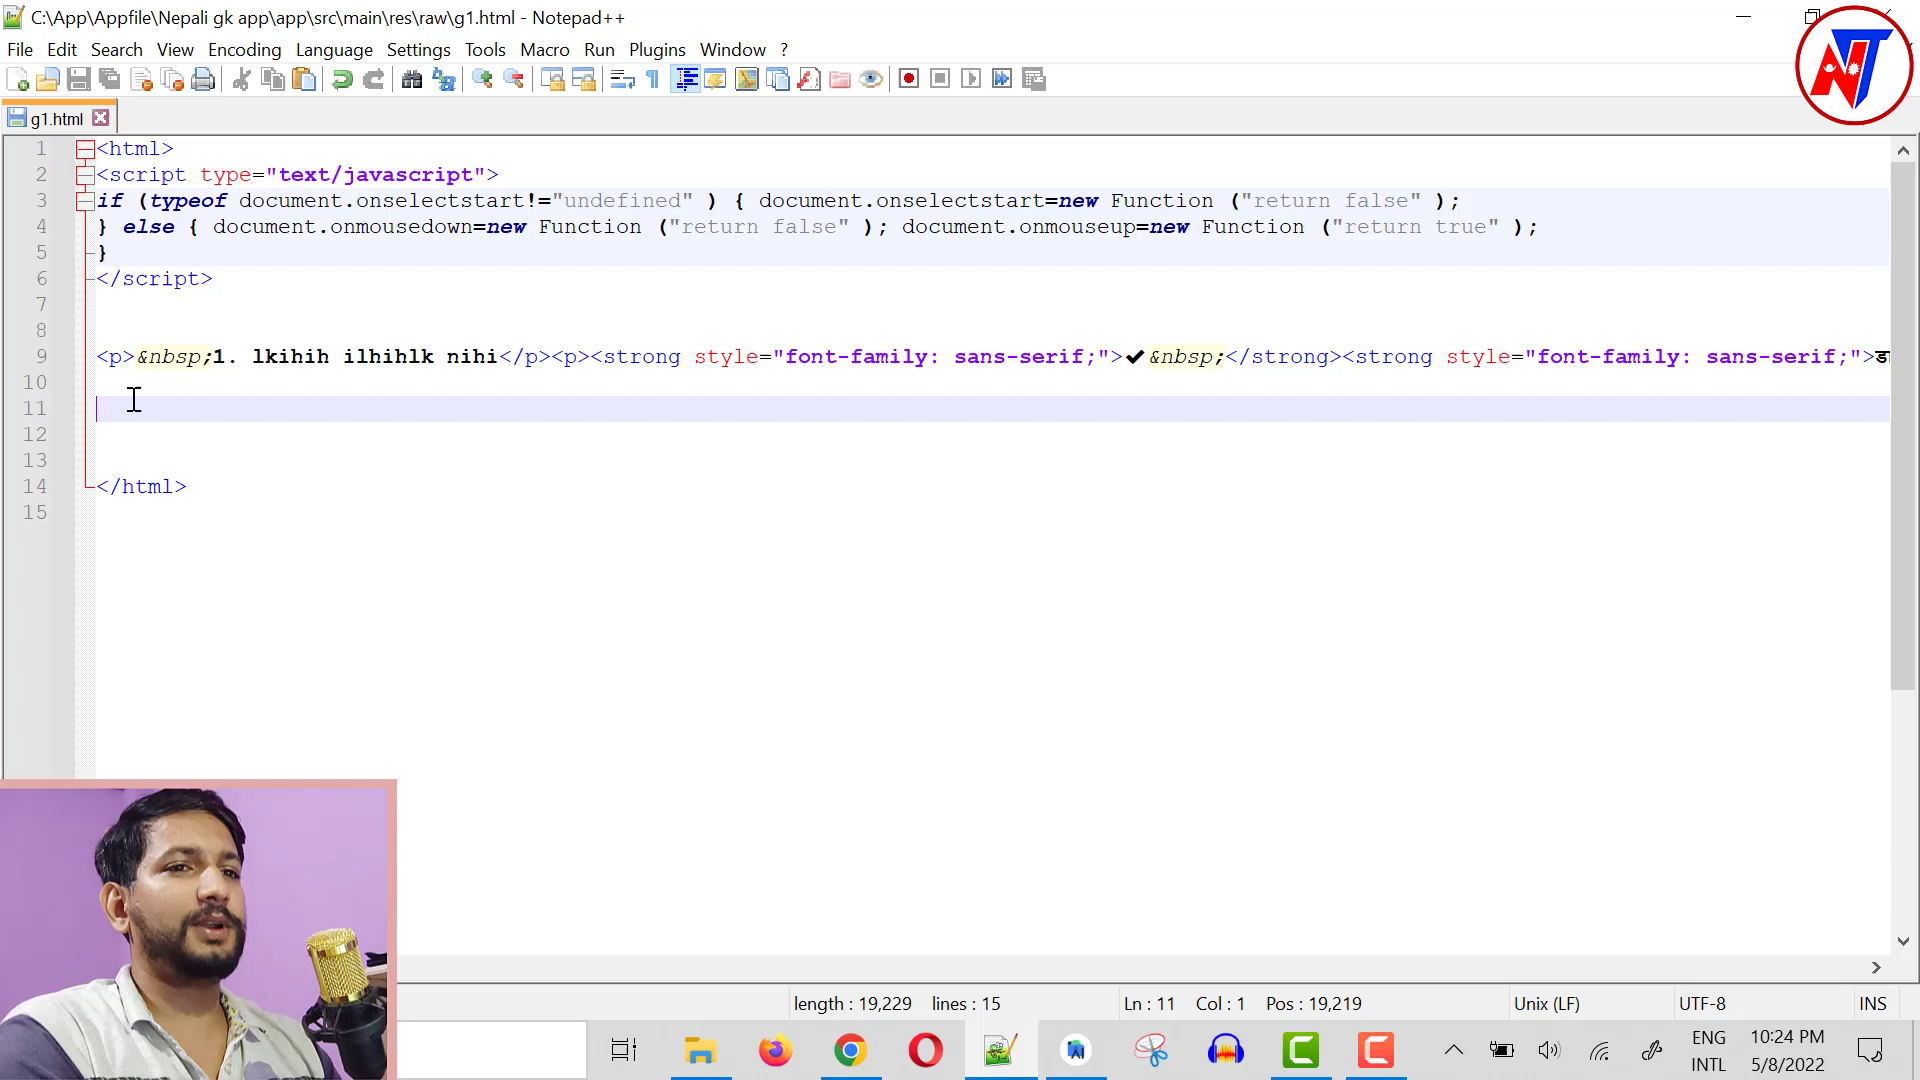 C:\App\Appfile\Nepali gk app\app\src\main\res\raw\g1.html - Notepad++
File Edit Search View Encoding Language Settings Tools Macro Run Plugins Window ?
NT
g1.html
1 <html>
2 <script type="text/javascript">
3 if (typeof document.onselectstart!="undefined" ) { document.onselectstart=new Function ("return false" );
4 } else { document.onmousedown=new Function ("return false" ); document.onmouseup=new Function ("return true" );
5 }
6 </script>
7
8
9 <p>&nbsp;1. lkihih ilhihlk nihi</p><p><strong style="font-family: sans-serif;">✔&nbsp;</strong><strong style="font-family: sans-serif;">ड
10
11
12
13
14 </html>
15
length : 19,229 lines : 15 Ln : 11 Col : 1 Pos : 19,219 Unix (LF) UTF-8 INS
ENG 10:24 PM
INTL 5/8/2022